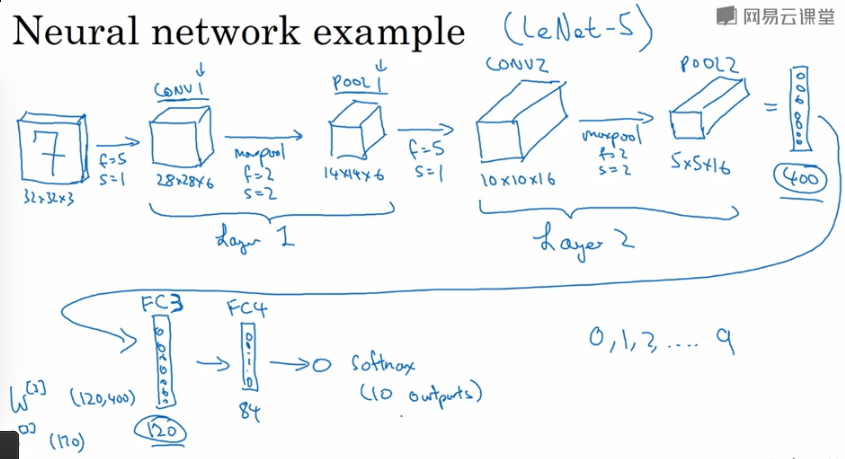 Neural network example (LeNet-5)
网易云课堂
CONV1
POOL1
CONV2
POOL2
7
32×32×3
f=5
s=1
28×28×6
maxpool
f=2
s=2
14×14×6
f=5
s=1
10×10×16
maxpool
f=2
s=2
5×5×16
=
400
Layer 1
Layer 2
FC3
FC4
120
84
Softmax
(10 outputs)
0,1,2,.... 9
W[3] (120,400)
(120)